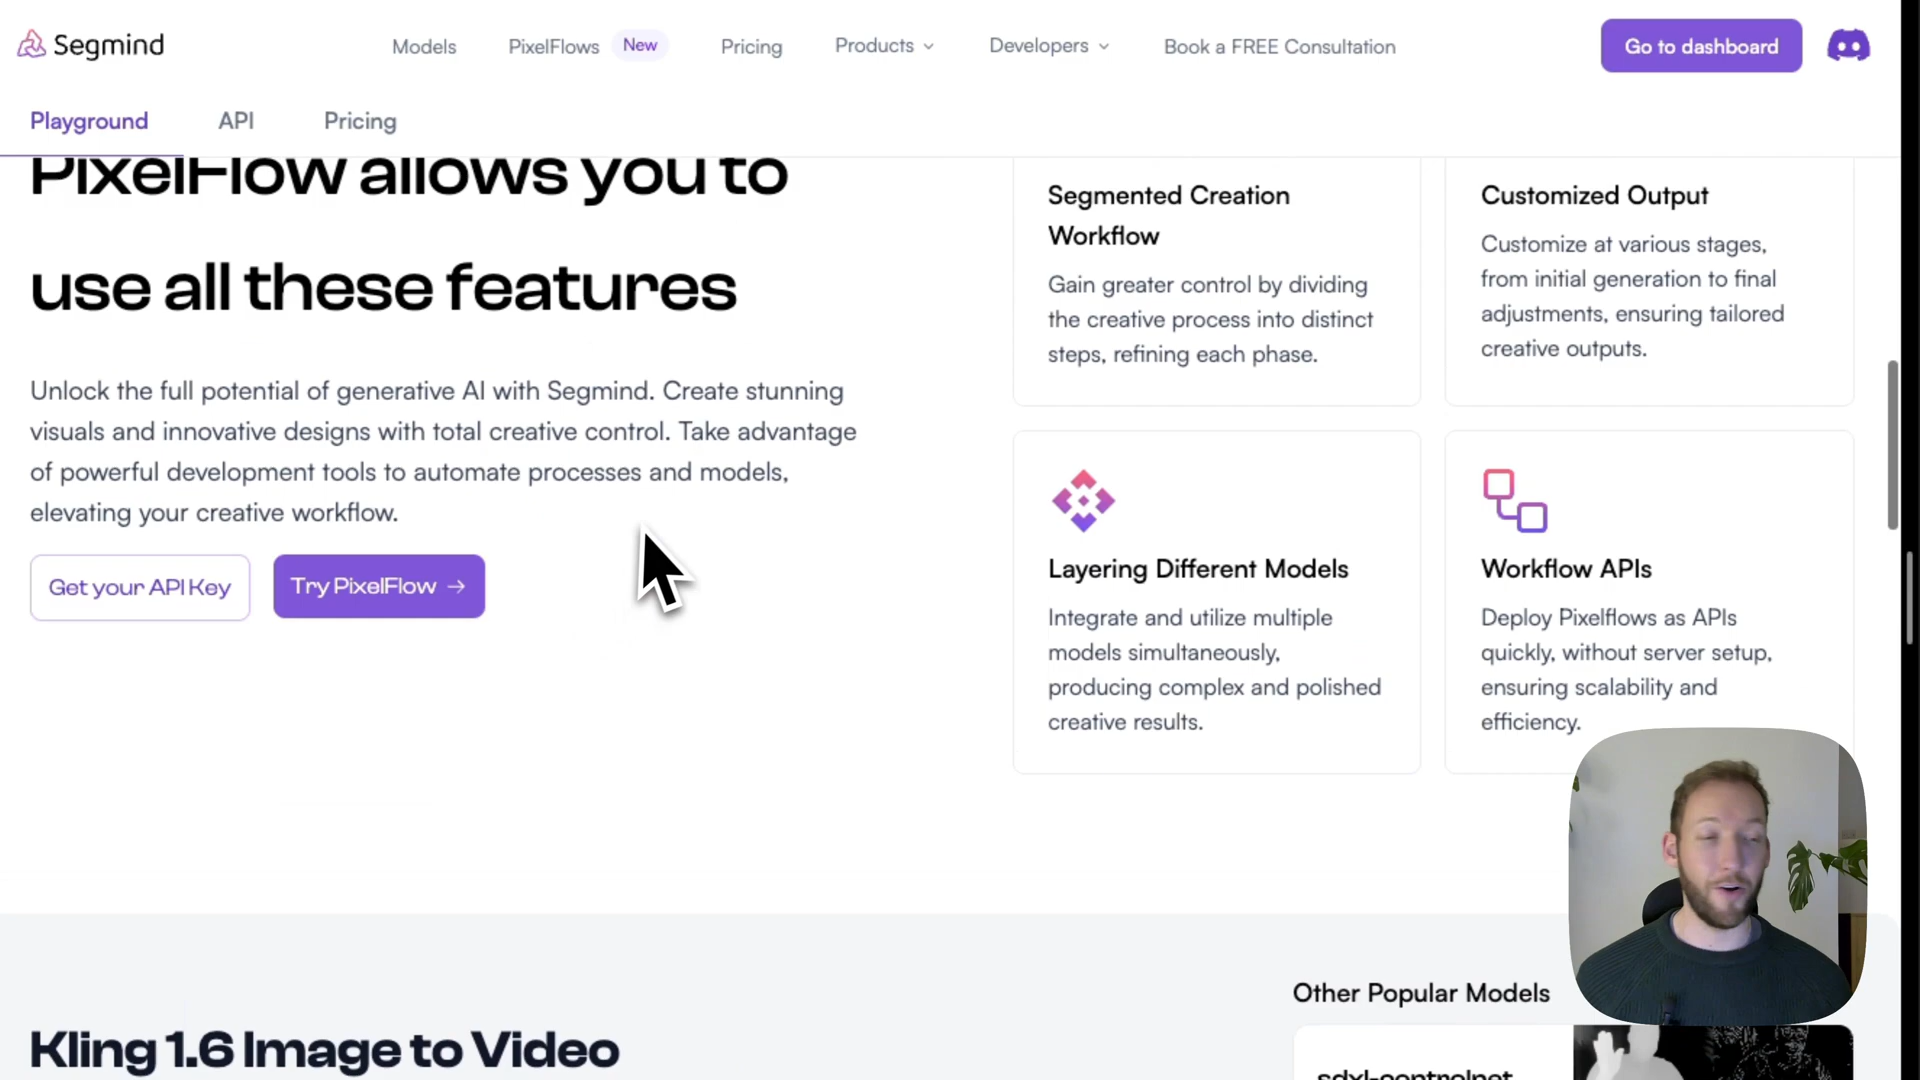 Segmind
Models
PixelFlows
New
Pricing
Products
Developers
Book a FREE Consultation
Go to dashboard
Playground
API
Pricing
PixelFlow allows you to
use all these features
Unlock the full potential of generative AI with Segmind. Create stunning
visuals and innovative designs with total creative control. Take advantage
of powerful development tools to automate processes and models,
elevating your creative workflow.
Get your API Key
Try PixelFlow →
Segmented Creation
Workflow
Gain greater control by dividing
the creative process into distinct
steps, refining each phase.
Customized Output
Customize at various stages,
from initial generation to final
adjustments, ensuring tailored
creative outputs.
Layering Different Models
Integrate and utilize multiple
models simultaneously,
producing complex and polished
creative results.
Workflow APIs
Deploy Pixelflows as APIs
quickly, without server setup,
ensuring scalability and
efficiency.
Kling 1.6 Image to Video
Other Popular Models
sdxl-controlnet